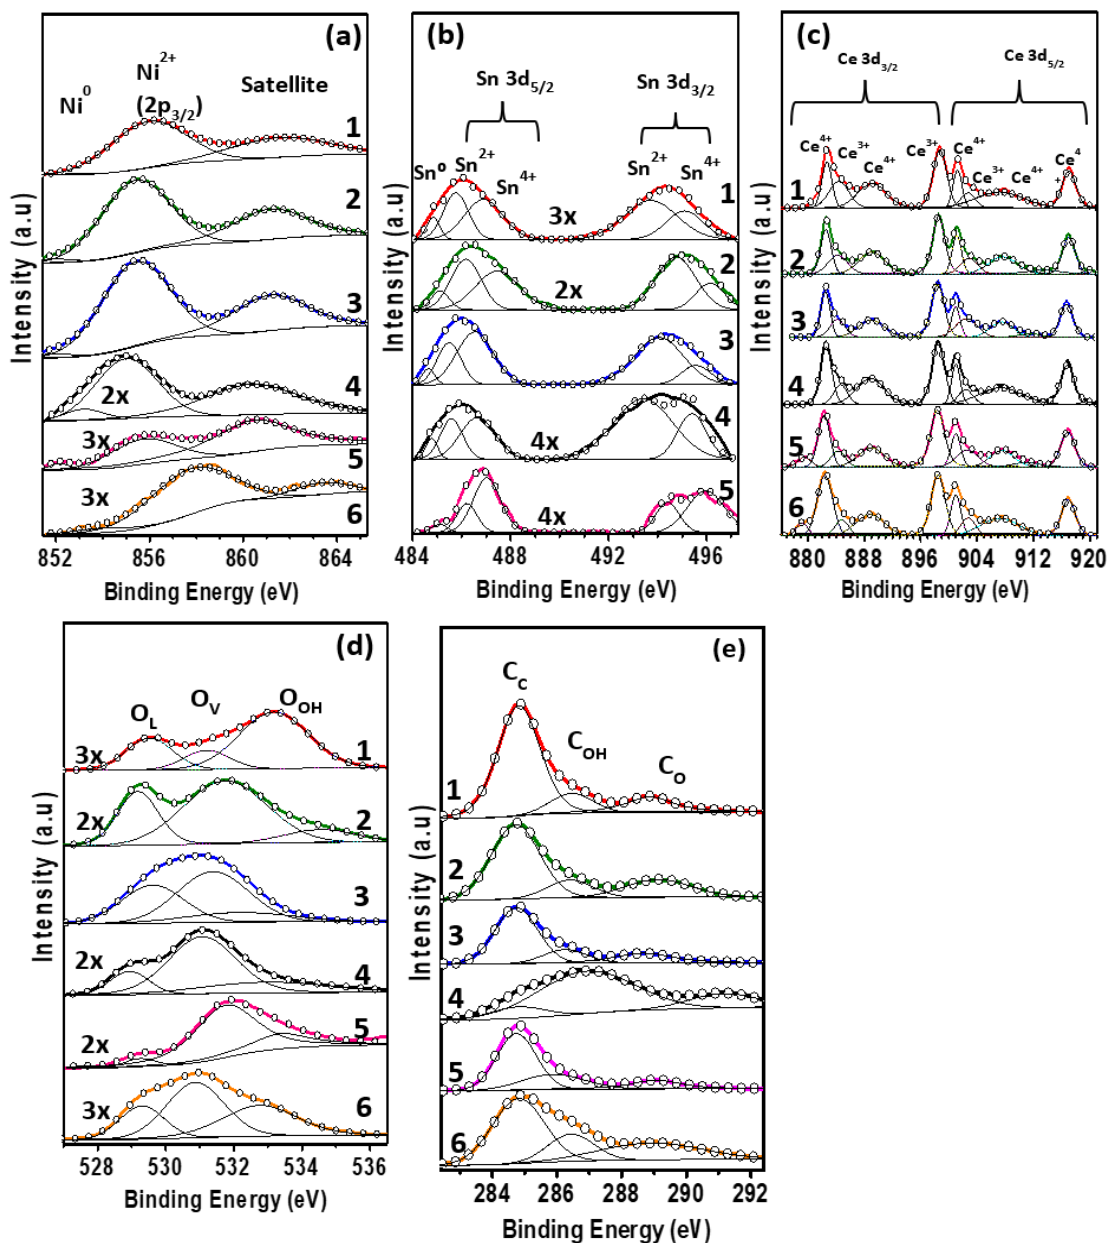 (a)
Ni0
Ni2+
(2p3/2)
Satellite
1
2
3
2x
4
3x
5
3x
6
852 856 860 864
Binding Energy (eV)
Intensity (a.u)
(b)
Sn 3d5/2
Sn 3d3/2
Sn0
Sn2+
Sn4+
Sn2+
Sn4+
3x
1
2x
2
3
4x
4
4x
5
484 488 492 496
Binding Energy (eV)
Intensity (a.u)
(c)
Ce 3d3/2
Ce 3d5/2
Ce4+
Ce3+
Ce4+
Ce3+
Ce4+
Ce3+
Ce4+
Ce4
+
1
2
3
4
5
6
880 884 888 892 896 900 904 908 912 916 920
Binding Energy (eV)
Intensity (a.u)
(d)
OL
OV
OOH
3x
1
2x
2
3
2x
4
2x
5
3x
6
528 530 532 534 536
Binding Energy (eV)
Intensity (a.u)
(e)
CC
COH
CO
1
2
3
4
5
6
284 286 288 290 292
Binding Energy (eV)
Intensity (a.u)